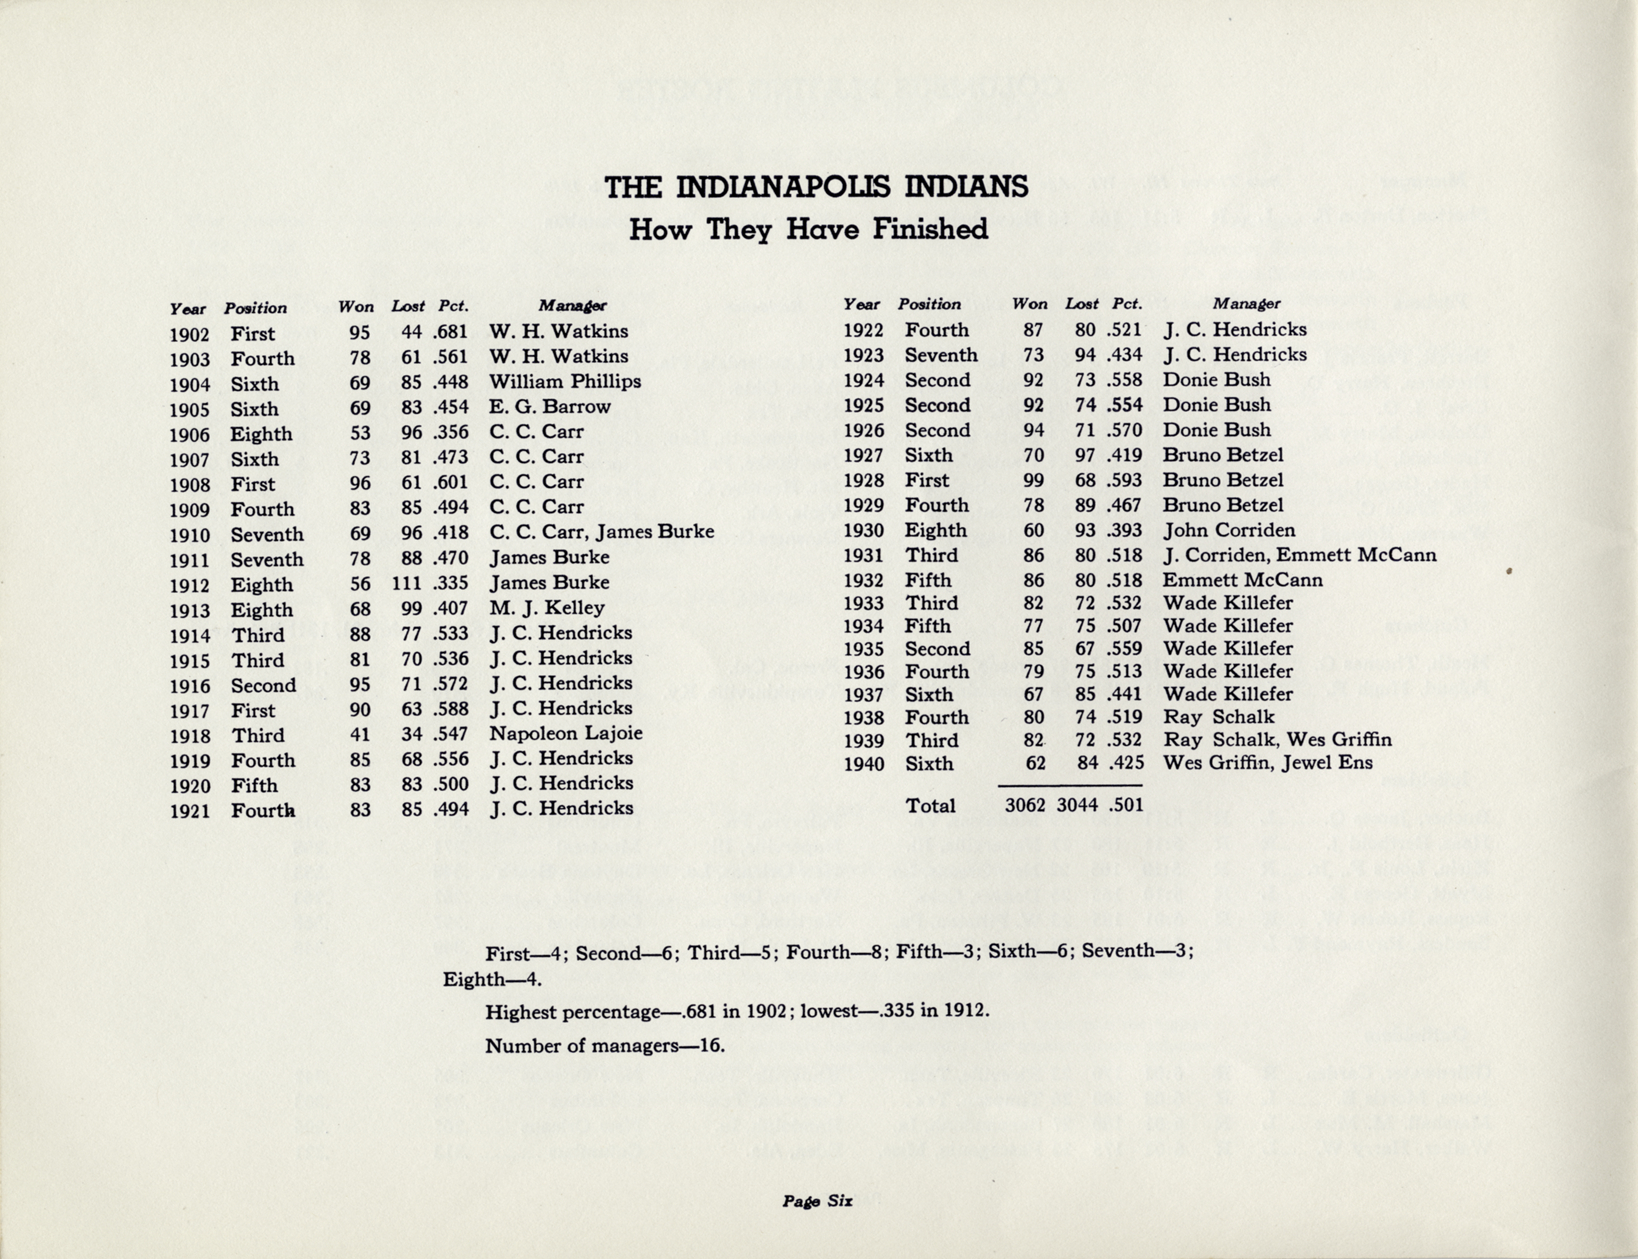 THE INDIANAPOLIS INDIANS
How They Have Finished
Year Position Won Lost Pct. Manager
1902 First 95 44 .681 W. H. Watkins
1903 Fourth 78 61 .561 W. H. Watkins
1904 Sixth 69 85 .448 William Phillips
1905 Sixth 69 83 .454 E. G. Barrow
1906 Eighth 53 96 .356 C. C. Carr
1907 Sixth 73 81 .473 C. C. Carr
1908 First 96 61 .601 C. C. Carr
1909 Fourth 83 85 .494 C. C. Carr
1910 Seventh 69 96 .418 C. C. Carr, James Burke
1911 Seventh 78 88 .470 James Burke
1912 Eighth 56 111 .335 James Burke
1913 Eighth 68 99 .407 M. J. Kelley
1914 Third 88 77 .533 J. C. Hendricks
1915 Third 81 70 .536 J. C. Hendricks
1916 Second 95 71 .572 J. C. Hendricks
1917 First 90 63 .588 J. C. Hendricks
1918 Third 41 34 .547 Napoleon Lajoie
1919 Fourth 85 68 .556 J. C. Hendricks
1920 Fifth 83 83 .500 J. C. Hendricks
1921 Fourth 83 85 .494 J. C. Hendricks
Year Position Won Lost Pct. Manager
1922 Fourth 87 80 .521 J. C. Hendricks
1923 Seventh 73 94 .434 J. C. Hendricks
1924 Second 92 73 .558 Donie Bush
1925 Second 92 74 .554 Donie Bush
1926 Second 94 71 .570 Donie Bush
1927 Sixth 70 97 .419 Bruno Betzel
1928 First 99 68 .593 Bruno Betzel
1929 Fourth 78 89 .467 Bruno Betzel
1930 Eighth 60 93 .393 John Corriden
1931 Third 86 80 .518 J. Corriden, Emmett McCann
1932 Fifth 86 80 .518 Emmett McCann
1933 Third 82 72 .532 Wade Killefer
1934 Fifth 77 75 .507 Wade Killefer
1935 Second 85 67 .559 Wade Killefer
1936 Fourth 79 75 .513 Wade Killefer
1937 Sixth 67 85 .441 Wade Killefer
1938 Fourth 80 74 .519 Ray Schalk
1939 Third 82 72 .532 Ray Schalk, Wes Griffin
1940 Sixth 62 84 .425 Wes Griffin, Jewel Ens
Total 3062 3044 .501
First—4; Second—6; Third—5; Fourth—8; Fifth—3; Sixth—6; Seventh—3;
Eighth—4.
Highest percentage—.681 in 1902; lowest—.335 in 1912.
Number of managers—16.
Page Six